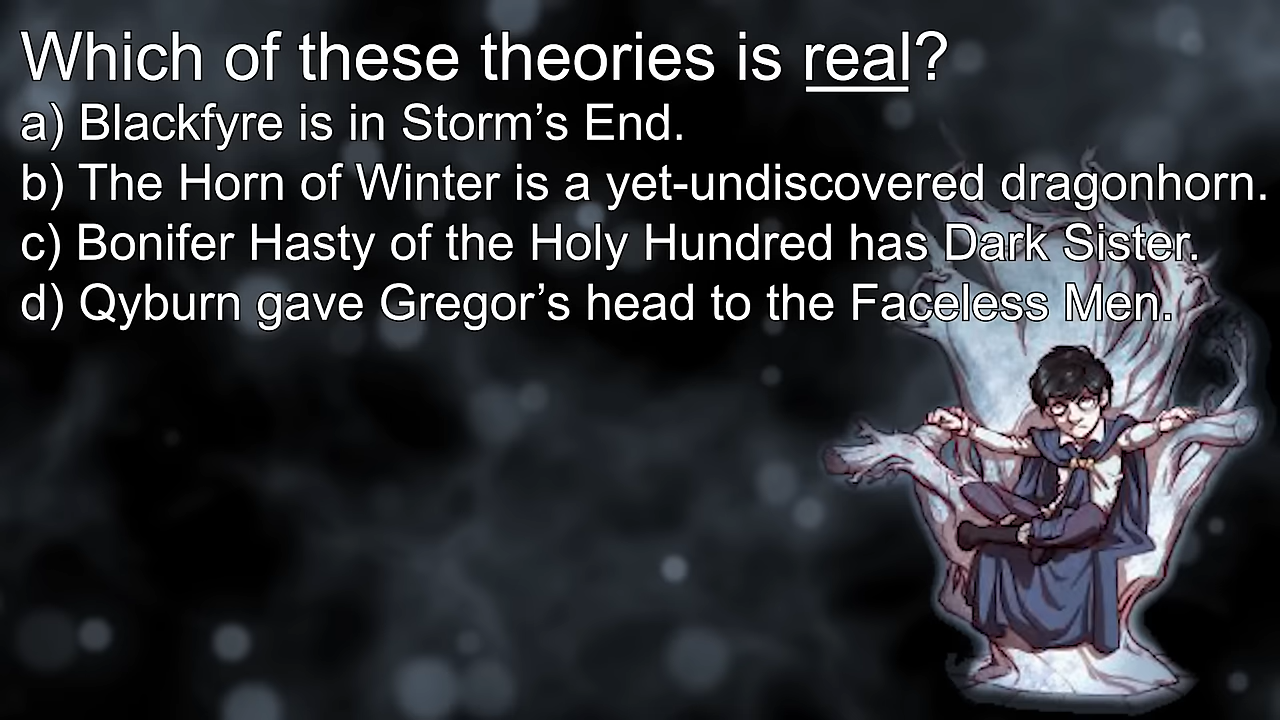 Which of these theories is real?
a) Blackfyre is in Storm’s End.
b) The Horn of Winter is a yet-undiscovered dragonhorn.
c) Bonifer Hasty of the Holy Hundred has Dark Sister.
d) Qyburn gave Gregor’s head to the Faceless Men.